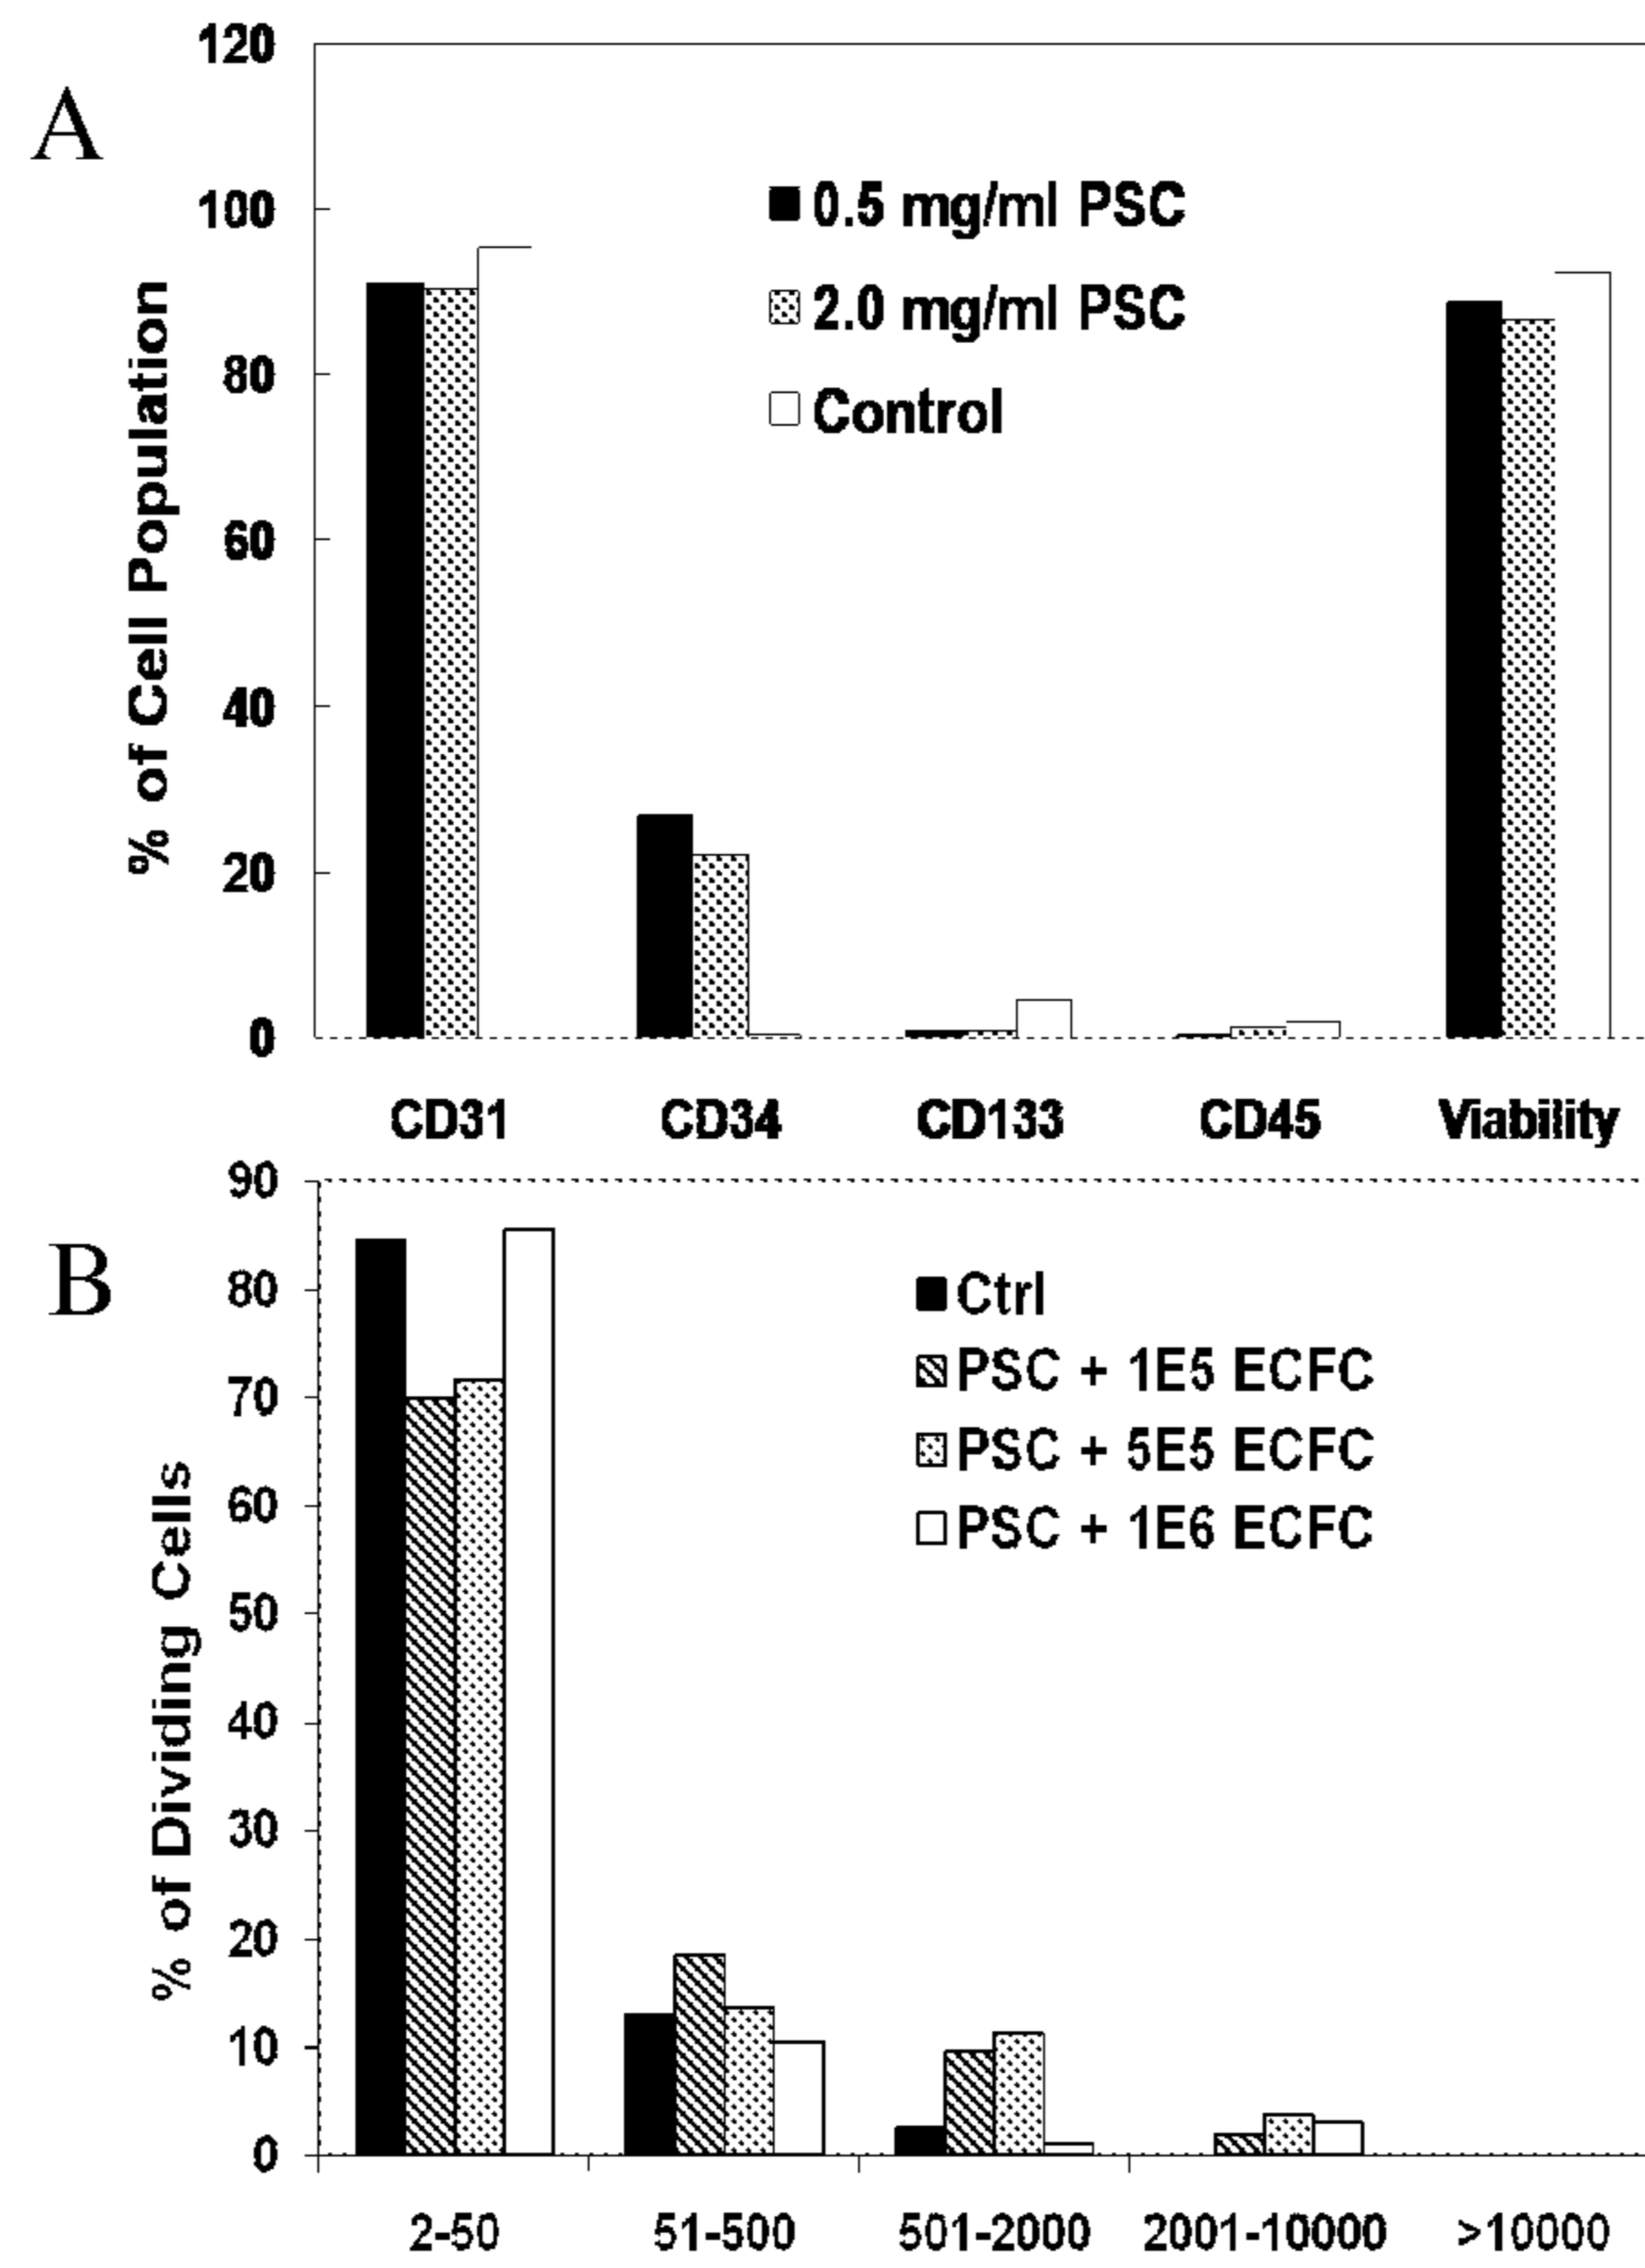 A
120
100
80
60
40
20
0
% of Cell Population
0.5 mg/ml PSC
2.0 mg/ml PSC
Control
CD31 CD34 CD133 CD45 Viability
B
90
80
70
60
50
40
30
20
10
0
% of Dividing Cells
Ctrl
PSC + 1E5 ECFC
PSC + 5E5 ECFC
PSC + 1E6 ECFC
2-50 51-500 501-2000 2001-10000 >10000